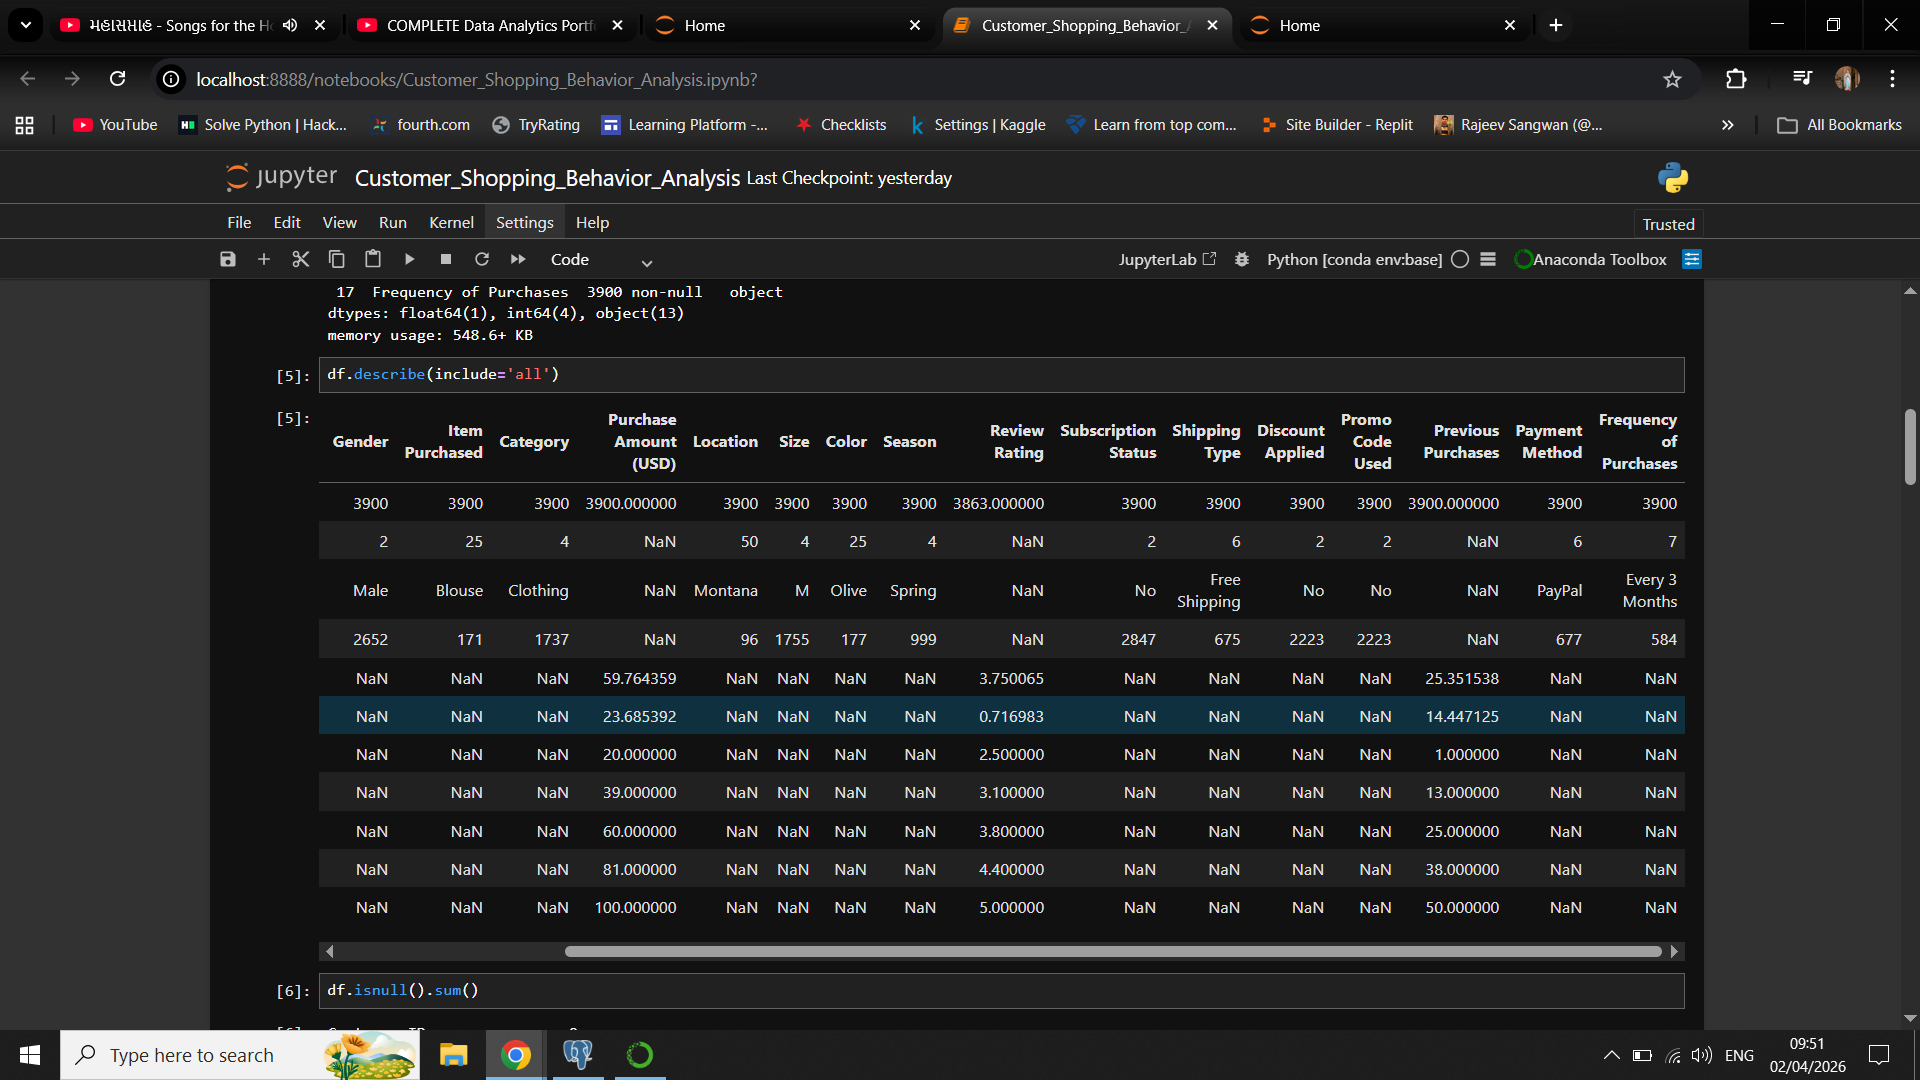 મહારાસમાહ - Songs for the H
COMPLETE Data Analytics Portf
Home
Customer_Shopping_Behavior_
Home
localhost:8888/notebooks/Customer_Shopping_Behavior_Analysis.ipynb?
YouTube
Solve Python | Hack...
fourth.com
TryRating
Learning Platform -...
Checklists
Settings | Kaggle
Learn from top com...
Site Builder - Replit
Rajeev Sangwan (@...
All Bookmarks
jupyter Customer_Shopping_Behavior_Analysis Last Checkpoint: yesterday
File Edit View Run Kernel Settings Help
Trusted
Code
JupyterLab
Python [conda env:base]
Anaconda Toolbox
17 Frequency of Purchases 3900 non-null object
dtypes: float64(1), int64(4), object(13)
memory usage: 548.6+ KB
[5]: df.describe(include='all')
[5]:
Gender Item Purchased Category Purchase Amount (USD) Location Size Color Season Review Rating Subscription Status Shipping Type Discount Applied Promo Code Used Previous Purchases Payment Method Frequency of Purchases
3900 3900 3900 3900.000000 3900 3900 3900 3900 3863.000000 3900 3900 3900 3900 3900.000000 3900 3900
2 25 4 NaN 50 4 25 4 NaN 2 6 2 2 NaN 6 7
Male Blouse Clothing NaN Montana M Olive Spring NaN No Free Shipping No No NaN PayPal Every 3 Months
2652 171 1737 NaN 96 1755 177 999 NaN 2847 675 2223 2223 NaN 677 584
NaN NaN NaN 59.764359 NaN NaN NaN NaN 3.750065 NaN NaN NaN NaN 25.351538 NaN NaN
NaN NaN NaN 23.685392 NaN NaN NaN NaN 0.716983 NaN NaN NaN NaN 14.447125 NaN NaN
NaN NaN NaN 20.000000 NaN NaN NaN NaN 2.500000 NaN NaN NaN NaN 1.000000 NaN NaN
NaN NaN NaN 39.000000 NaN NaN NaN NaN 3.100000 NaN NaN NaN NaN 13.000000 NaN NaN
NaN NaN NaN 60.000000 NaN NaN NaN NaN 3.800000 NaN NaN NaN NaN 25.000000 NaN NaN
NaN NaN NaN 81.000000 NaN NaN NaN NaN 4.400000 NaN NaN NaN NaN 38.000000 NaN NaN
NaN NaN NaN 100.000000 NaN NaN NaN NaN 5.000000 NaN NaN NaN NaN 50.000000 NaN NaN
[6]: df.isnull().sum()
Type here to search
ENG
09:51
02/04/2026